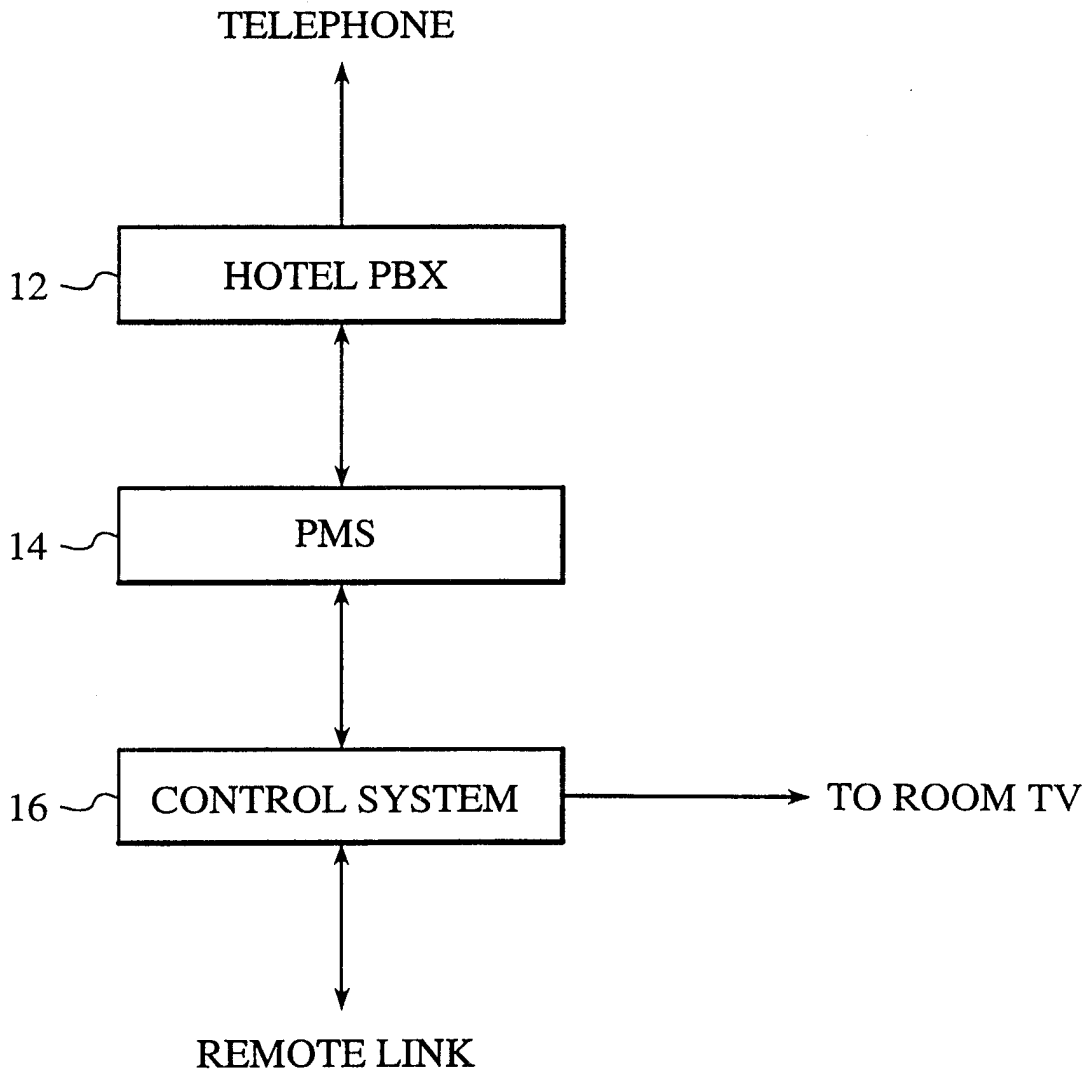 TELEPHONE
12
HOTEL PBX
14
PMS
16
CONTROL SYSTEM
TO ROOM TV
REMOTE LINK